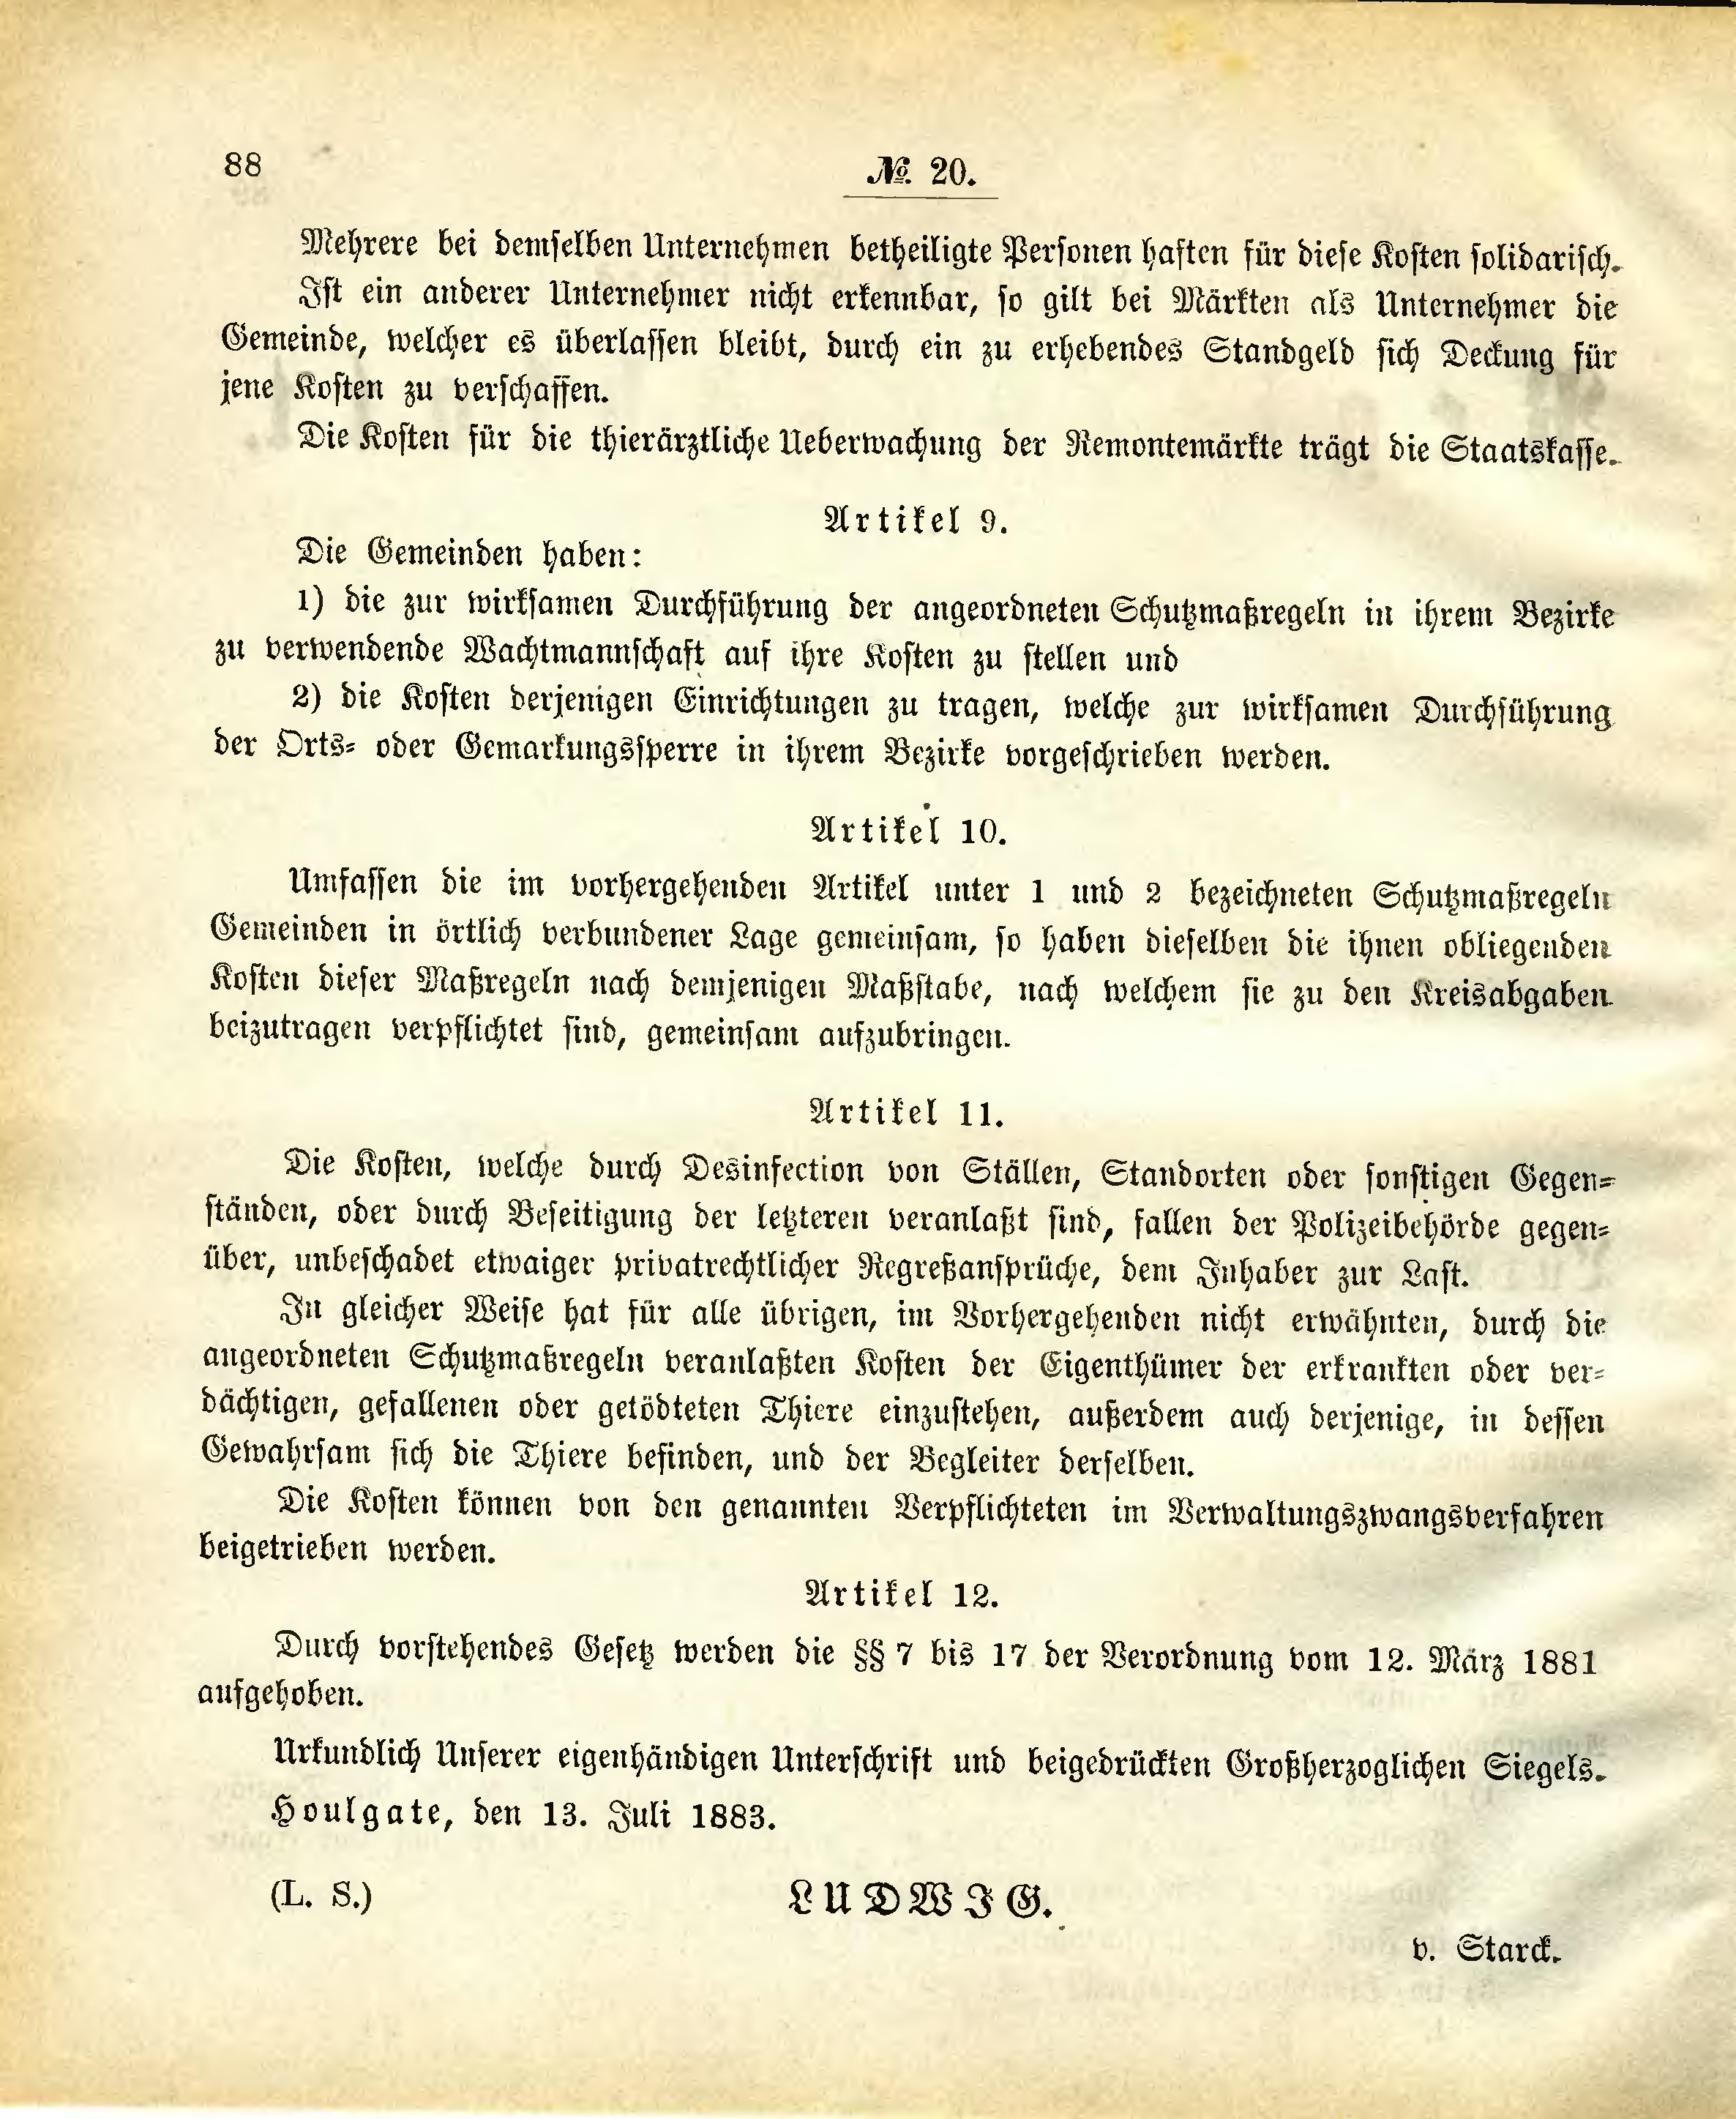 88
№ 20.
Mehrere bei demselben Unternehmen betheiligte Personen haften für diese Kosten solidarisch.
Ist ein anderer Unternehmer nicht erkennbar, so gilt bei Märkten als Unternehmer die
Gemeinde, welcher es überlassen bleibt, durch ein zu erhebendes Standgeld sich Deckung für
jene Kosten zu verschaffen.
Die Kosten für die thierärztliche Ueberwachung der Remontemärkte trägt die Staatskasse.
Artikel 9.
Die Gemeinden haben:
1) die zur wirksamen Durchführung der angeordneten Schutzmaßregeln in ihrem Bezirke
zu verwendende Wachtmannschaft auf ihre Kosten zu stellen und
2) die Kosten derjenigen Einrichtungen zu tragen, welche zur wirksamen Durchführung
der Orts- oder Gemarkungssperre in ihrem Bezirke vorgeschrieben werden.
Artikel 10.
Umfassen die im vorhergehenden Artikel unter 1 und 2 bezeichneten Schutzmaßregeln
Gemeinden in örtlich verbundener Lage gemeinsam, so haben dieselben die ihnen obliegenden
Kosten dieser Maßregeln nach demjenigen Maßstabe, nach welchem sie zu den Kreisabgaben
beizutragen verpflichtet sind, gemeinsam aufzubringen.
Artikel 11.
Die Kosten, welche durch Desinfection von Ställen, Standorten oder sonstigen Gegen-
ständen, oder durch Beseitigung der letzteren veranlaßt sind, fallen der Polizeibehörde gegen-
über, unbeschadet etwaiger privatrechtlicher Regreßansprüche, dem Inhaber zur Last.
In gleicher Weise hat für alle übrigen, im Vorhergehenden nicht erwähnten, durch die
angeordneten Schutzmaßregeln veranlaßten Kosten der Eigenthümer der erkrankten oder ver-
dächtigen, gefallenen oder getödteten Thiere einzustehen, außerdem auch derjenige, in dessen
Gewahrsam sich die Thiere befinden, und der Begleiter derselben.
Die Kosten können von den genannten Verpflichteten im Verwaltungszwangsverfahren
beigetrieben werden.
Artikel 12.
Durch vorstehendes Gesetz werden die §§ 7 bis 17 der Verordnung vom 12. März 1881
aufgehoben.
Urkundlich Unserer eigenhändigen Unterschrift und beigedrückten Großherzoglichen Siegels.
Houlgate, den 13. Juli 1883.
(L. S.) LUDWIG.
v. Starck.